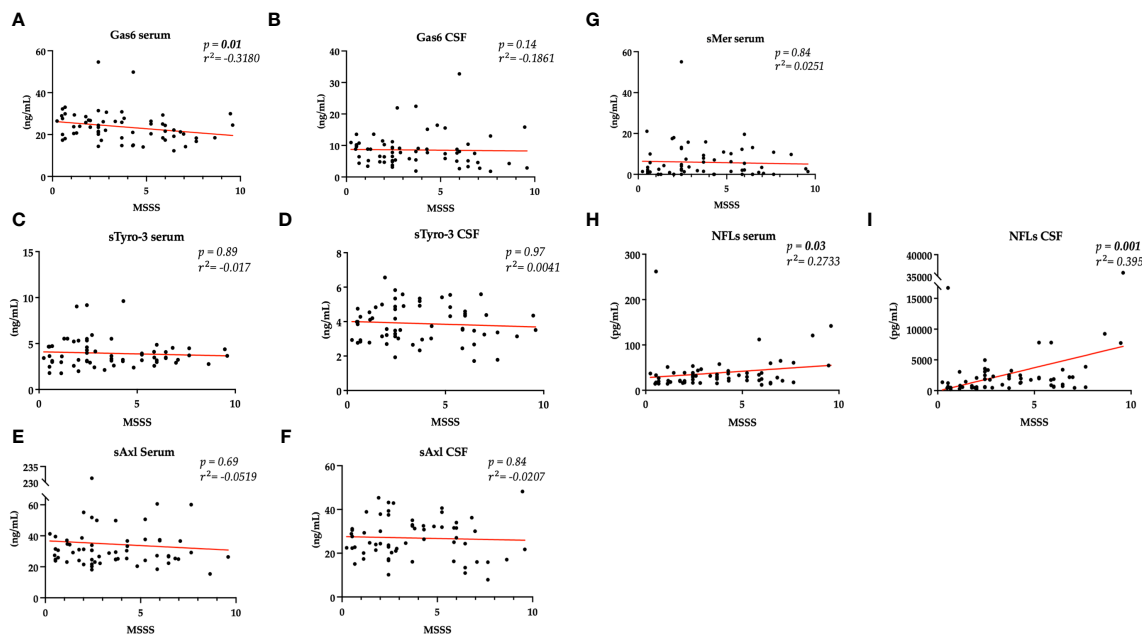 A
Gas6 serum
p = 0.01
r2= -0.3180
60
40
20
0
(ng/mL)
0
5
10
MSSS
B
Gas6 CSF
p = 0.14
r2= -0.1861
40
30
20
10
0
(ng/mL)
0
5
10
MSSS
G
sMer serum
p = 0.84
r2= 0.0251
60
40
20
0
(ng/mL)
0
5
10
MSSS
C
sTyro-3 serum
p = 0.89
r2= -0.017
15
10
5
0
(ng/mL)
0
5
10
MSSS
D
sTyro-3 CSF
p = 0.97
r2= 0.0041
8
6
4
2
0
(ng/mL)
0
5
10
MSSS
H
NFLs serum
p = 0.03
r2= 0.2733
300
200
100
0
(pg/mL)
0
5
10
MSSS
I
NFLs CSF
p = 0.001
r2= 0.395
40000
35000
15000
10000
5000
0
(pg/mL)
0
5
10
MSSS
E
sAxl Serum
p = 0.69
r2= -0.0519
235
230
60
40
20
0
(ng/mL)
0
5
10
MSSS
F
sAxl CSF
p = 0.84
r2= -0.0207
60
40
20
0
(ng/mL)
0
5
10
MSSS